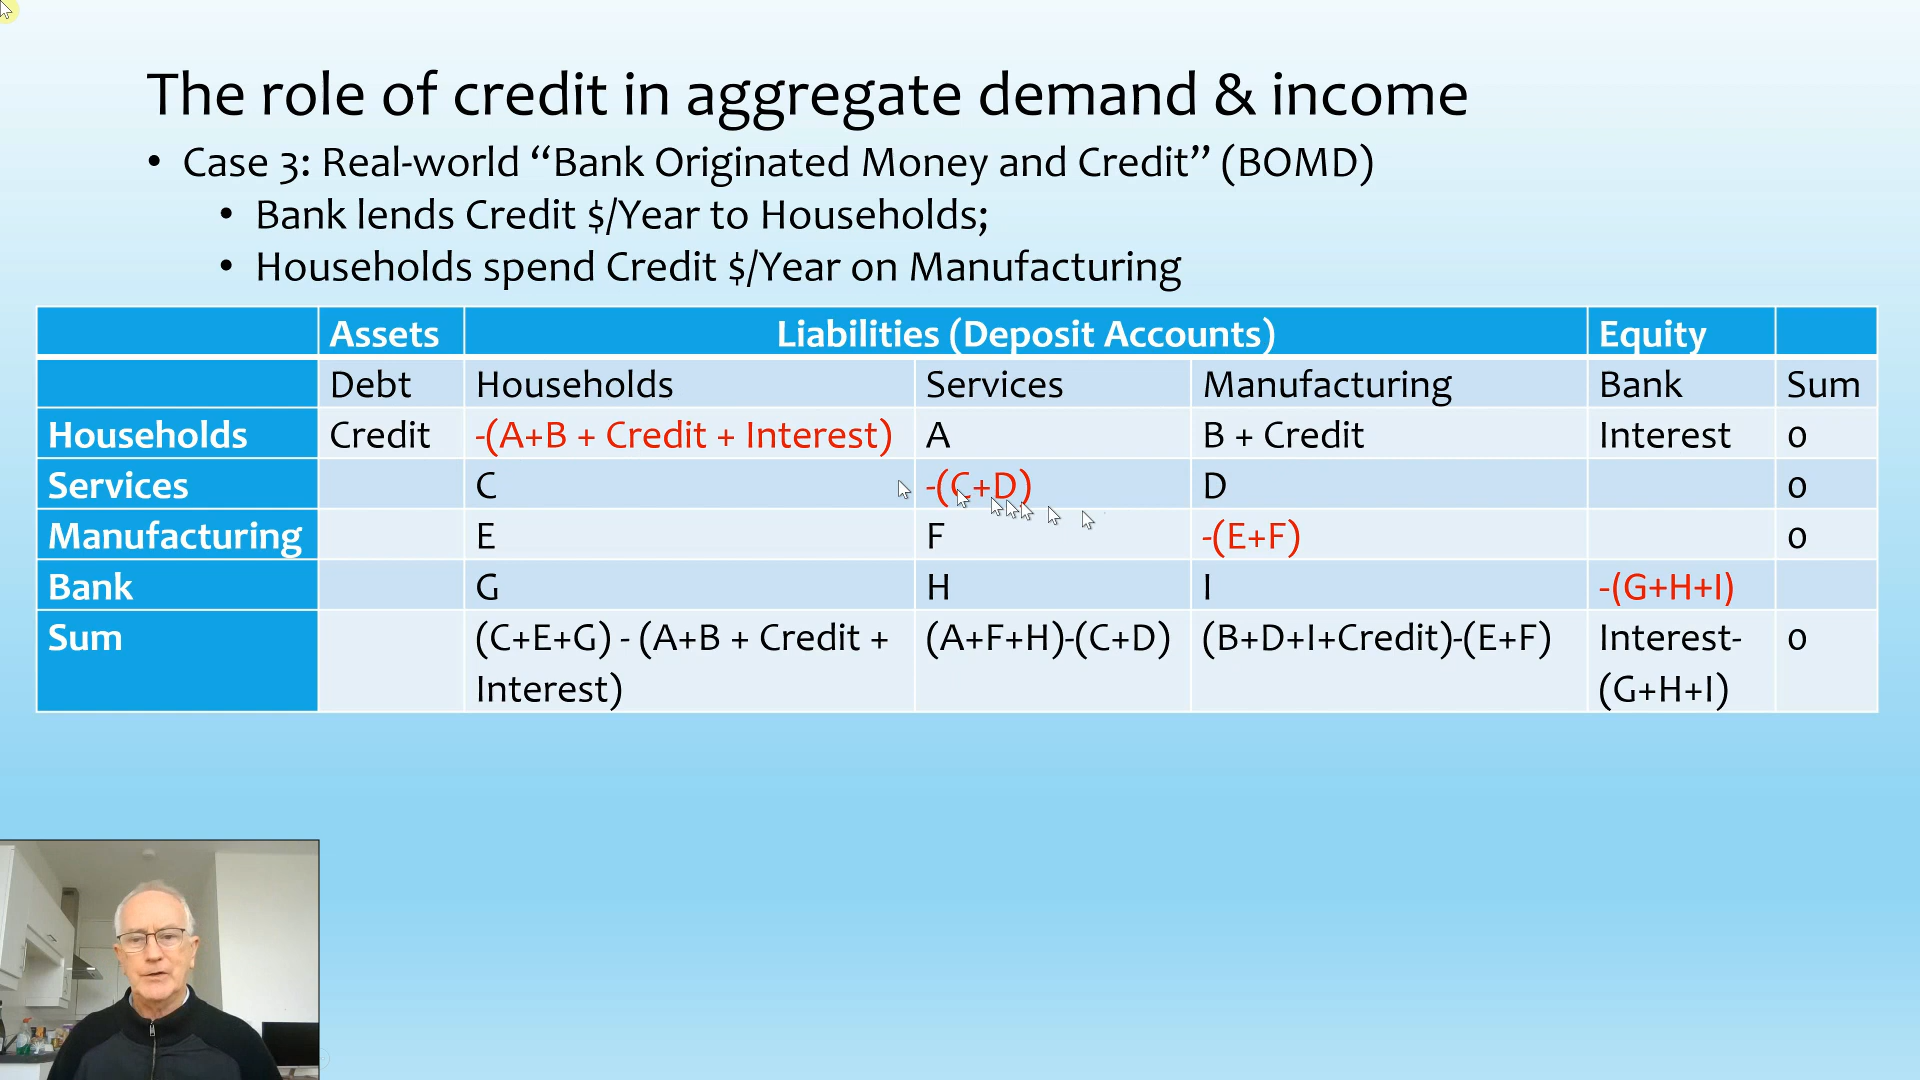 The role of credit in aggregate demand & income
• Case 3: Real-world “Bank Originated Money and Credit” (BOMD)
• Bank lends Credit $/Year to Households;
• Households spend Credit $/Year on Manufacturing
Assets Liabilities (Deposit Accounts) Equity
Debt Households Services Manufacturing Bank Sum
Households Credit -(A+B + Credit + Interest) A B + Credit Interest 0
Services C -(C+D) D 0
Manufacturing E F -(E+F) 0
Bank G H I -(G+H+I)
Sum (C+E+G) - (A+B + Credit + (A+F+H)-(C+D) (B+D+I+Credit)-(E+F) Interest- 0
Interest) (G+H+I)